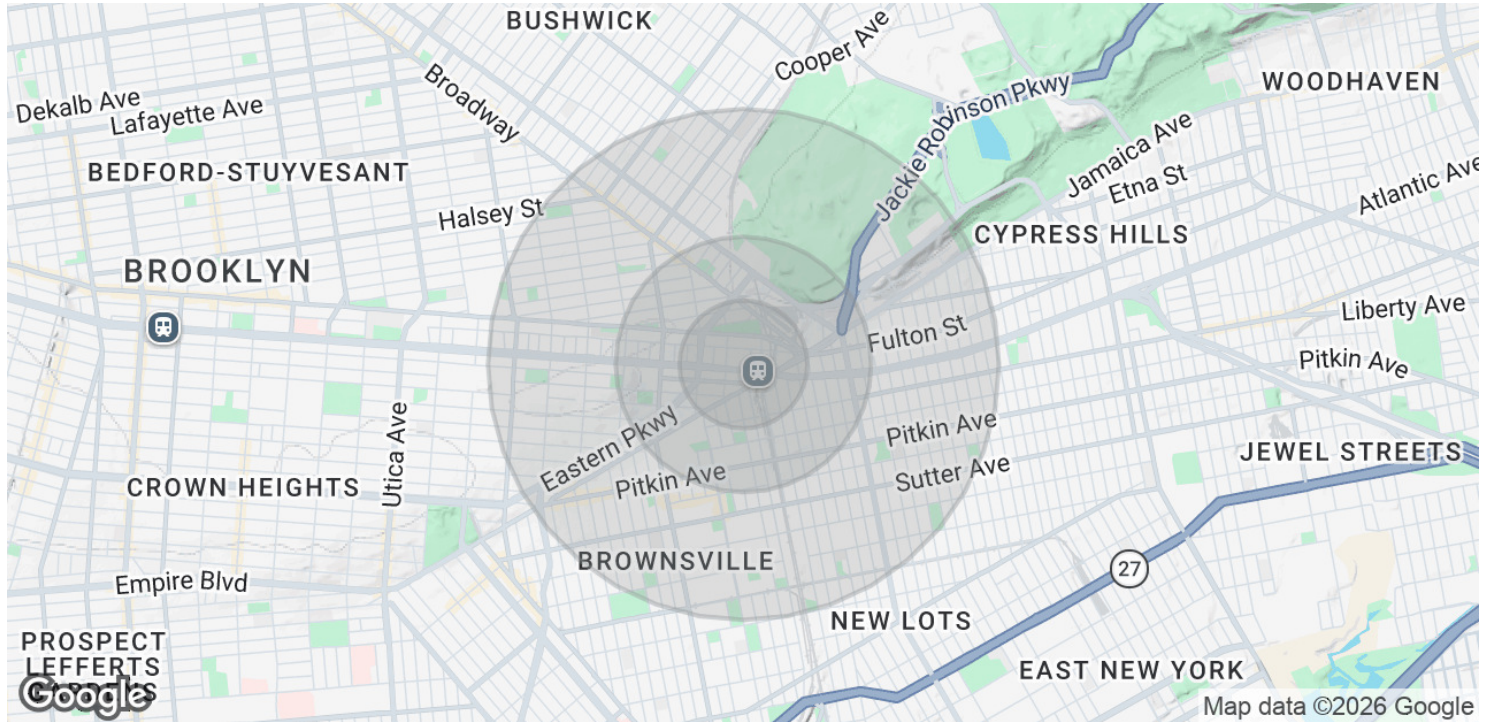 BUSHWICK
Cooper Ave
Broadway
Dekalb Ave
Lafayette Ave
WOODHAVEN
Jackie Robinson Pkwy
Jamaica Ave
Etna St
BEDFORD-STUYVESANT
Halsey St
Atlantic Ave
CYPRESS HILLS
BROOKLYN
Liberty Ave
Fulton St
Pitkin Ave
Eastern Pkwy
Utica Ave
Pitkin Ave
JEWEL STREETS
Pitkin Ave
Sutter Ave
CROWN HEIGHTS
BROWNSVILLE
27
Empire Blvd
NEW LOTS
PROSPECT
LEFFERTS
GARDENS
EAST NEW YORK
Google
Map data ©2026 Google